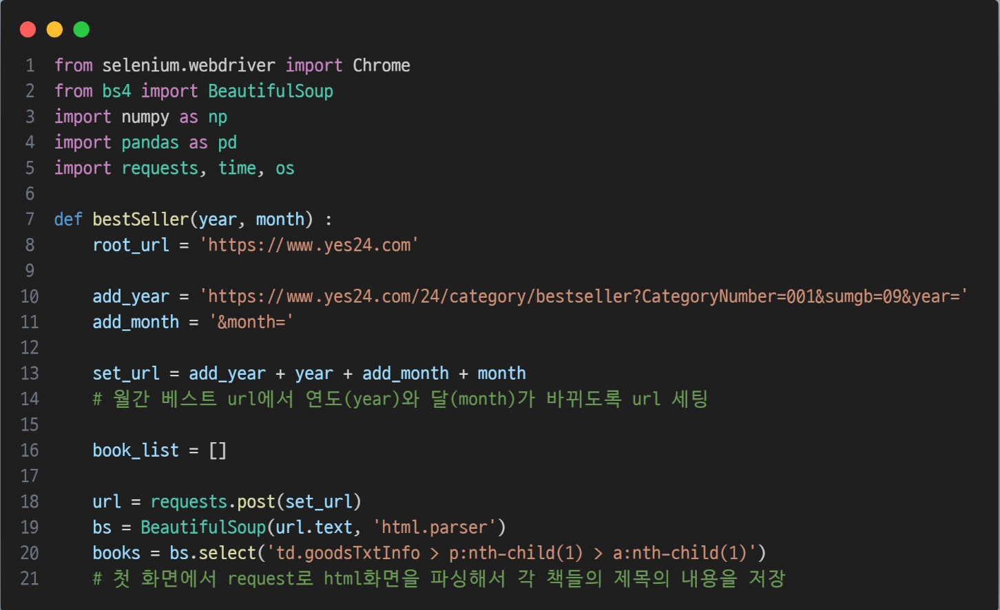 1 from selenium.webdriver import Chrome
2 from bs4 import BeautifulSoup
3 import numpy as np
4 import pandas as pd
5 import requests, time, os
6
7 def bestSeller(year, month) :
8     root_url = 'https://www.yes24.com'
9
10     add_year = 'https://www.yes24.com/24/category/bestseller?CategoryNumber=001&sumgb=09&year='
11     add_month = '&month='
12
13     set_url = add_year + year + add_month + month
14     # 월간 베스트 url에서 연도(year)와 달(month)가 바뀌도록 url 세팅
15
16     book_list = []
17
18     url = requests.post(set_url)
19     bs = BeautifulSoup(url.text, 'html.parser')
20     books = bs.select('td.goodsTxtInfo > p:nth-child(1) > a:nth-child(1)')
21     # 첫 화면에서 request로 html화면을 파싱해서 각 책들의 제목의 내용을 저장